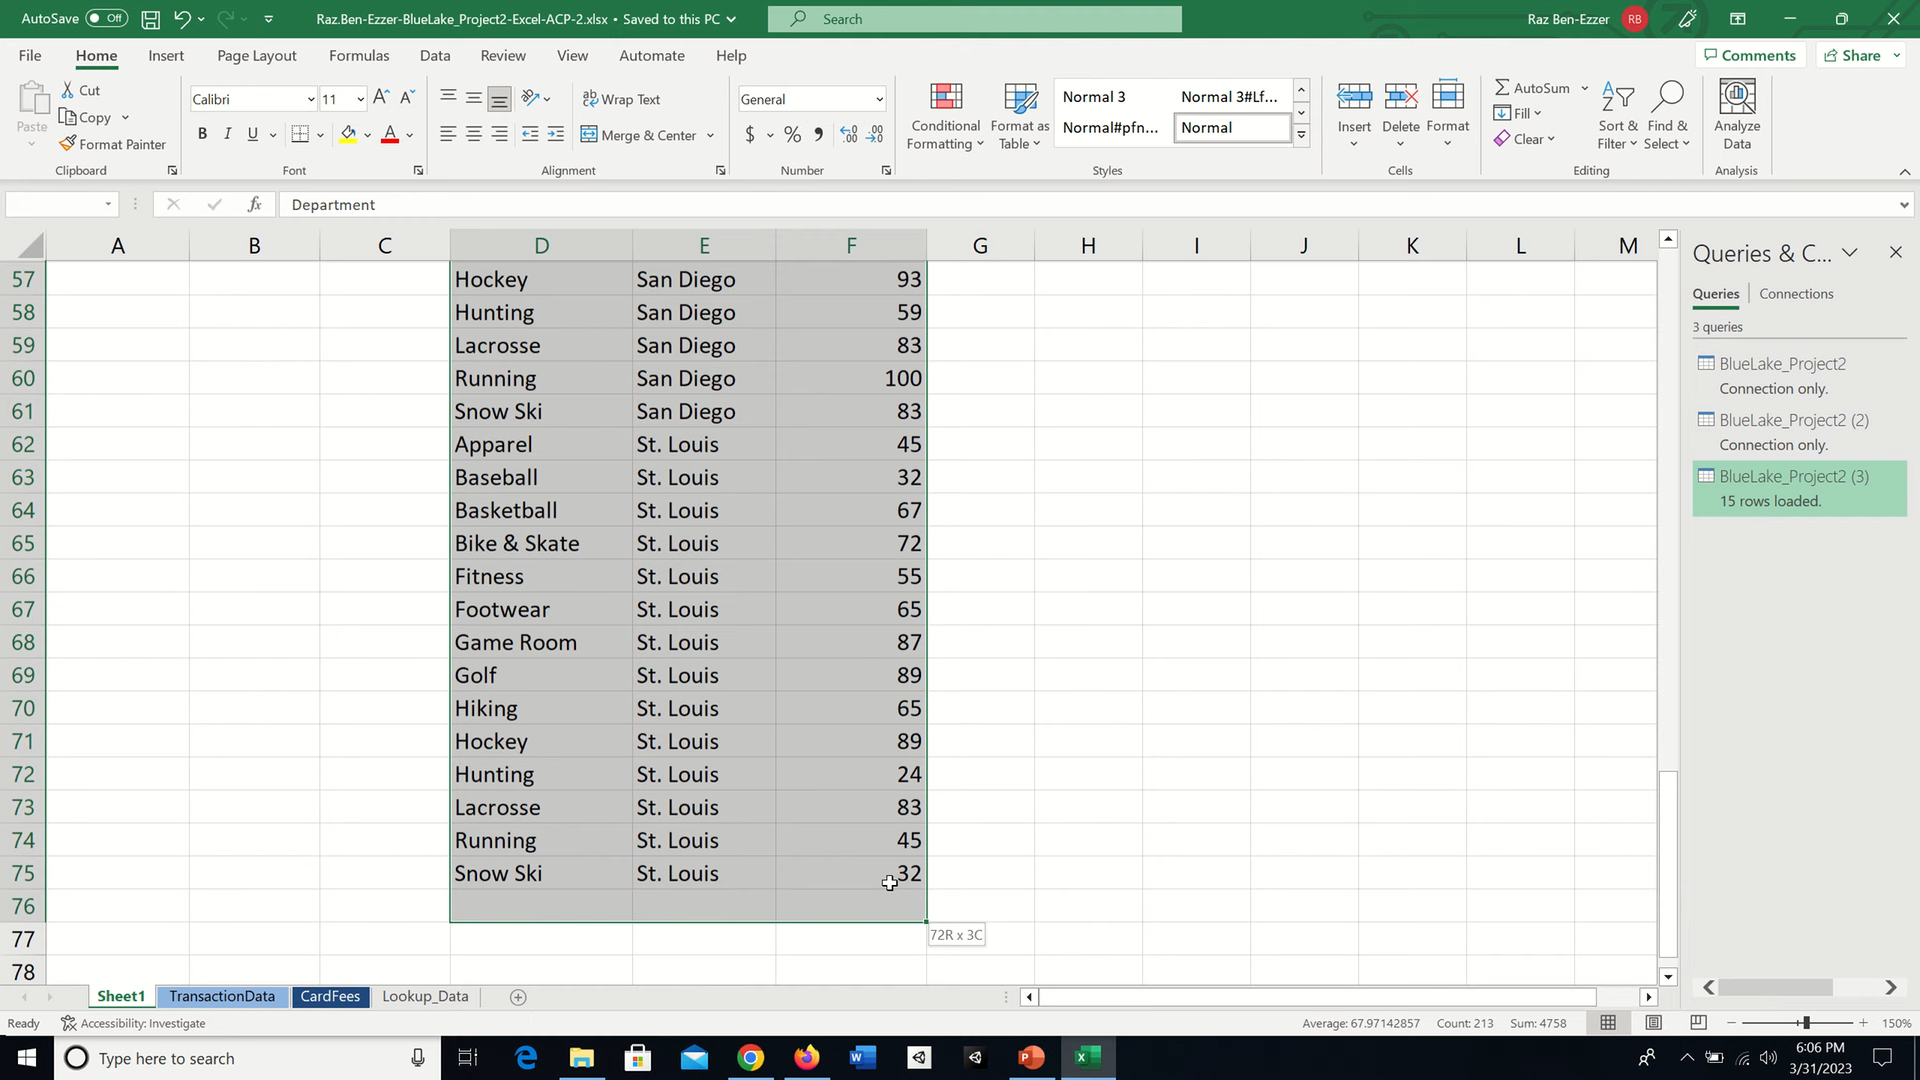 AutoSave Off Raz.Ben-Ezzer-BlueLake_Project2-Excel-ACP-2.xlsx • Saved to this PC Search Raz Ben-Ezzer RB
File Home Insert Page Layout Formulas Data Review View Automate Help Comments Share
Paste Cut Copy Format Painter Clipboard
Calibri 11 B I U A Font
ab Wrap Text Merge & Center Alignment
General $ % , Number
Conditional Formatting Format as Table Normal 3 Normal 3#Lf... Normal#pfn... Normal Styles
Insert Delete Format Cells
AutoSum Fill Clear Sort & Filter Find & Select Editing
Analyze Data Analysis
fx Department
A B C D E F G H I J K L M
57 Hockey San Diego 93
58 Hunting San Diego 59
59 Lacrosse San Diego 83
60 Running San Diego 100
61 Snow Ski San Diego 83
62 Apparel St. Louis 45
63 Baseball St. Louis 32
64 Basketball St. Louis 67
65 Bike & Skate St. Louis 72
66 Fitness St. Louis 55
67 Footwear St. Louis 65
68 Game Room St. Louis 87
69 Golf St. Louis 89
70 Hiking St. Louis 65
71 Hockey St. Louis 89
72 Hunting St. Louis 24
73 Lacrosse St. Louis 83
74 Running St. Louis 45
75 Snow Ski St. Louis 32
76
77 72R x 3C
78
Queries & C...
Queries Connections
3 queries
BlueLake_Project2
Connection only.
BlueLake_Project2 (2)
Connection only.
BlueLake_Project2 (3)
15 rows loaded.
Sheet1 TransactionData CardFees Lookup_Data
Ready Accessibility: Investigate Average: 67.97142857 Count: 213 Sum: 4758 150%
Type here to search 6:06 PM
3/31/2023